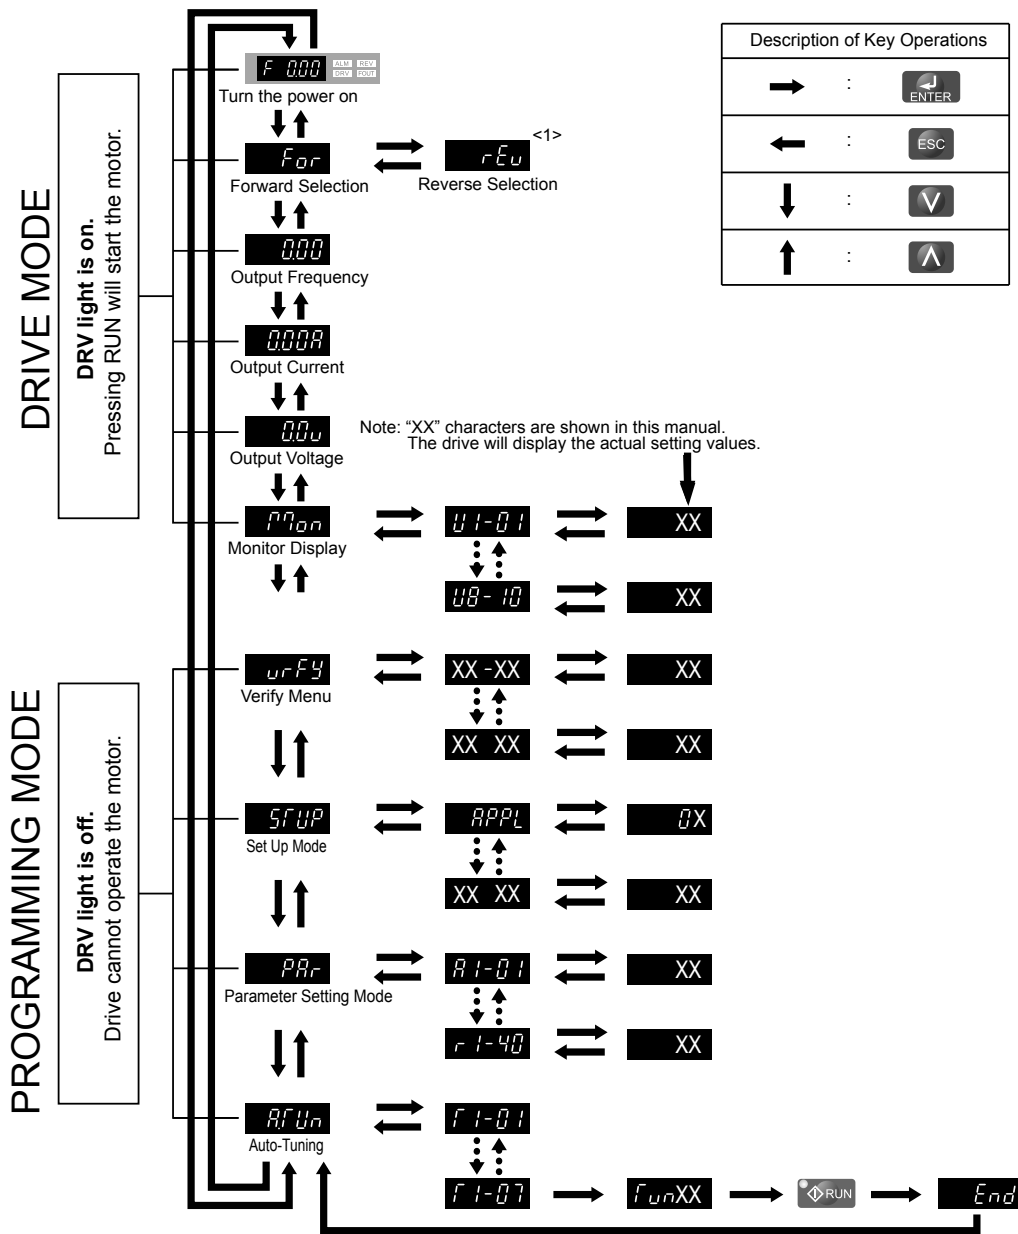 Description of Key Operations
→ : ENTER
← : ESC
↓ : V
↑ : Λ
DRIVE MODE
DRV light is on.
Pressing RUN will start the motor.
F 0.00 ALM REV DRV FOUT
Turn the power on
For
Forward Selection
rEv <1>
Reverse Selection
0.00
Output Frequency
0.00A
Output Current
0.0v
Output Voltage
Note: “XX” characters are shown in this manual.
The drive will display the actual setting values.
Mon U1-01 XX
Monitor Display
U8-10 XX
PROGRAMMING MODE
DRV light is off.
Drive cannot operate the motor.
vrFY XX-XX XX
Verify Menu
XX XX XX
STUP APPL 0X
Set Up Mode
XX XX XX
PAr A1-01 XX
Parameter Setting Mode
r1-40 XX
A.TUn T1-01
Auto-Tuning
T1-07 TunXX RUN End